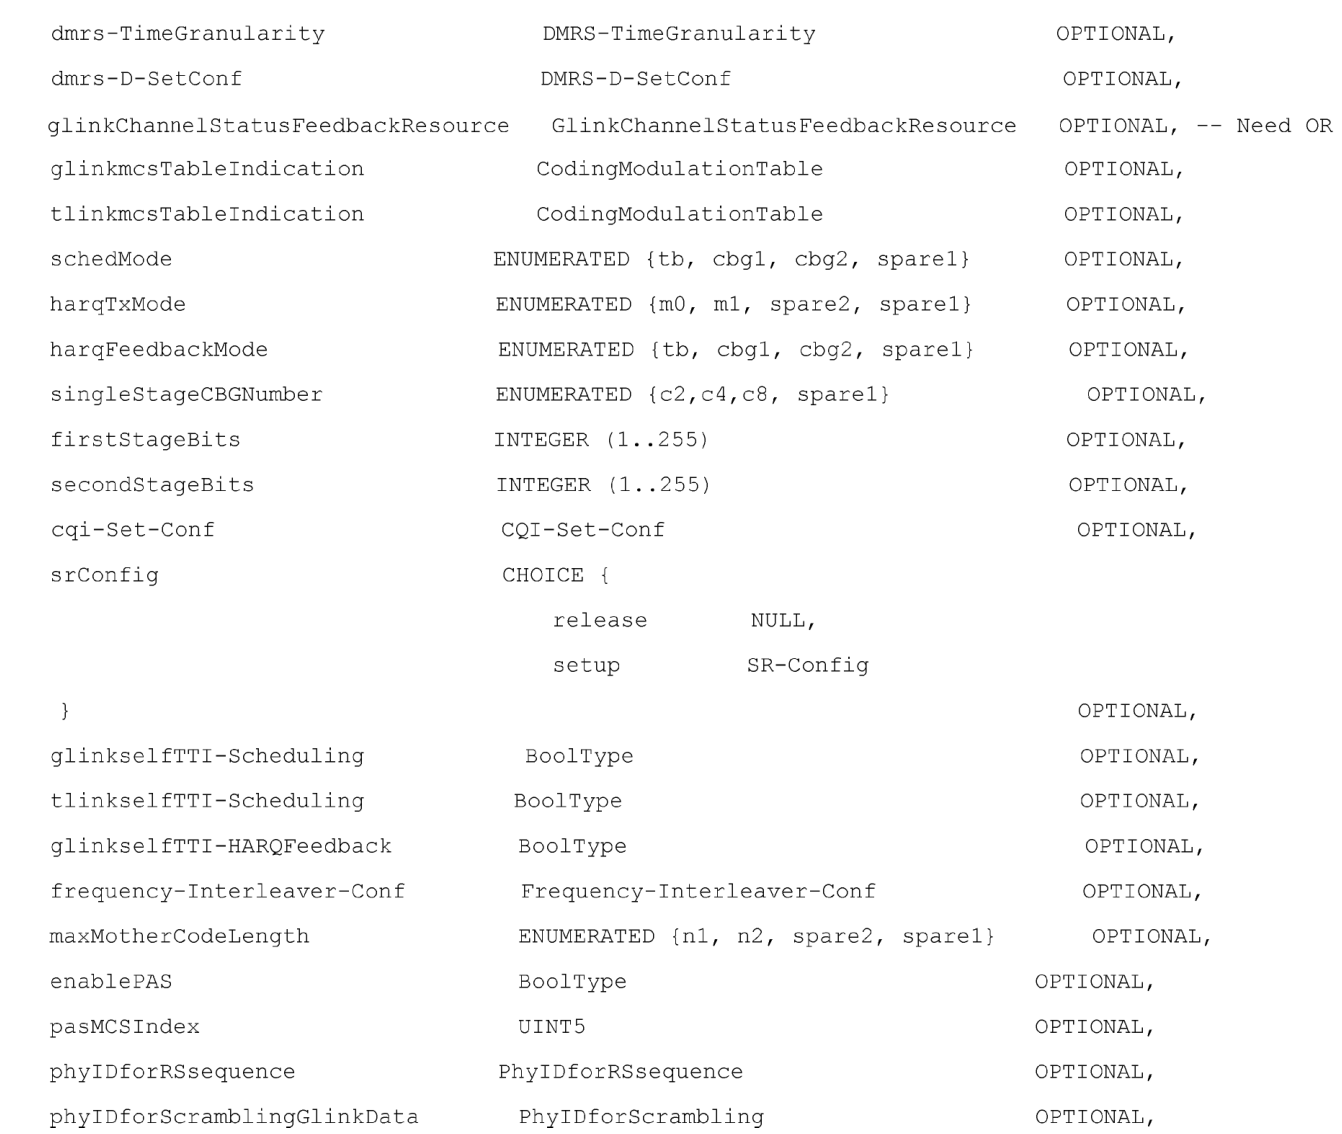 dmrs-TimeGranularity DMRS-TimeGranularity OPTIONAL,
dmrs-D-SetConf DMRS-D-SetConf OPTIONAL,
glinkChannelStatusFeedbackResource GlinkChannelStatusFeedbackResource OPTIONAL, -- Need OR
glinkmcsTableIndication CodingModulationTable OPTIONAL,
tlinkmcsTableIndication CodingModulationTable OPTIONAL,
schedMode ENUMERATED {tb, cbg1, cbg2, spare1} OPTIONAL,
harqTxMode ENUMERATED {m0, m1, spare2, spare1} OPTIONAL,
harqFeedbackMode ENUMERATED {tb, cbg1, cbg2, spare1} OPTIONAL,
singleStageCBGNumber ENUMERATED {c2,c4,c8, spare1} OPTIONAL,
firstStageBits INTEGER (1..255) OPTIONAL,
secondStageBits INTEGER (1..255) OPTIONAL,
cqi-Set-Conf CQI-Set-Conf OPTIONAL,
srConfig CHOICE {
release NULL,
setup SR-Config
} OPTIONAL,
glinkselfTTI-Scheduling BoolType OPTIONAL,
tlinkselfTTI-Scheduling BoolType OPTIONAL,
glinkselfTTI-HARQFeedback BoolType OPTIONAL,
frequency-Interleaver-Conf Frequency-Interleaver-Conf OPTIONAL,
maxMotherCodeLength ENUMERATED {n1, n2, spare2, spare1} OPTIONAL,
enablePAS BoolType OPTIONAL,
pasMCSIndex UINT5 OPTIONAL,
phyIDforRSsequence PhyIDforRSsequence OPTIONAL,
phyIDforScramblingGlinkData PhyIDforScrambling OPTIONAL,